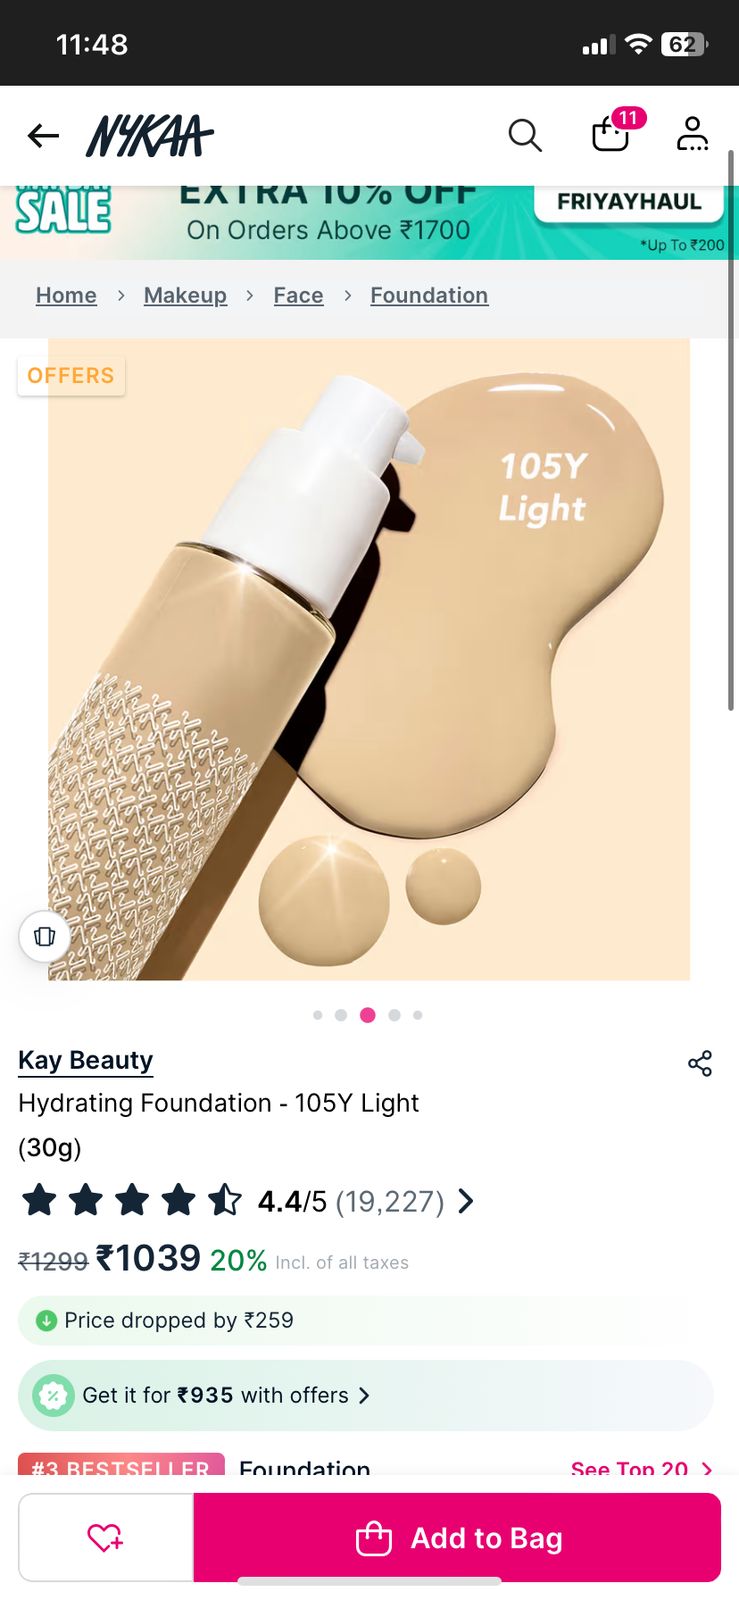 11:48
62
NYKAA
11
SALE
EXTRA 10% OFF
On Orders Above ₹1700
FRIYAYHAUL
*Up To ₹200
Home > Makeup > Face > Foundation
OFFERS
105Y
Light
Kay Beauty
Hydrating Foundation - 105Y Light
(30g)
4.4/5 (19,227)
₹1299 ₹1039 20% Incl. of all taxes
Price dropped by ₹259
Get it for ₹935 with offers
#3 BESTSELLER Foundation See Top 20
Add to Bag